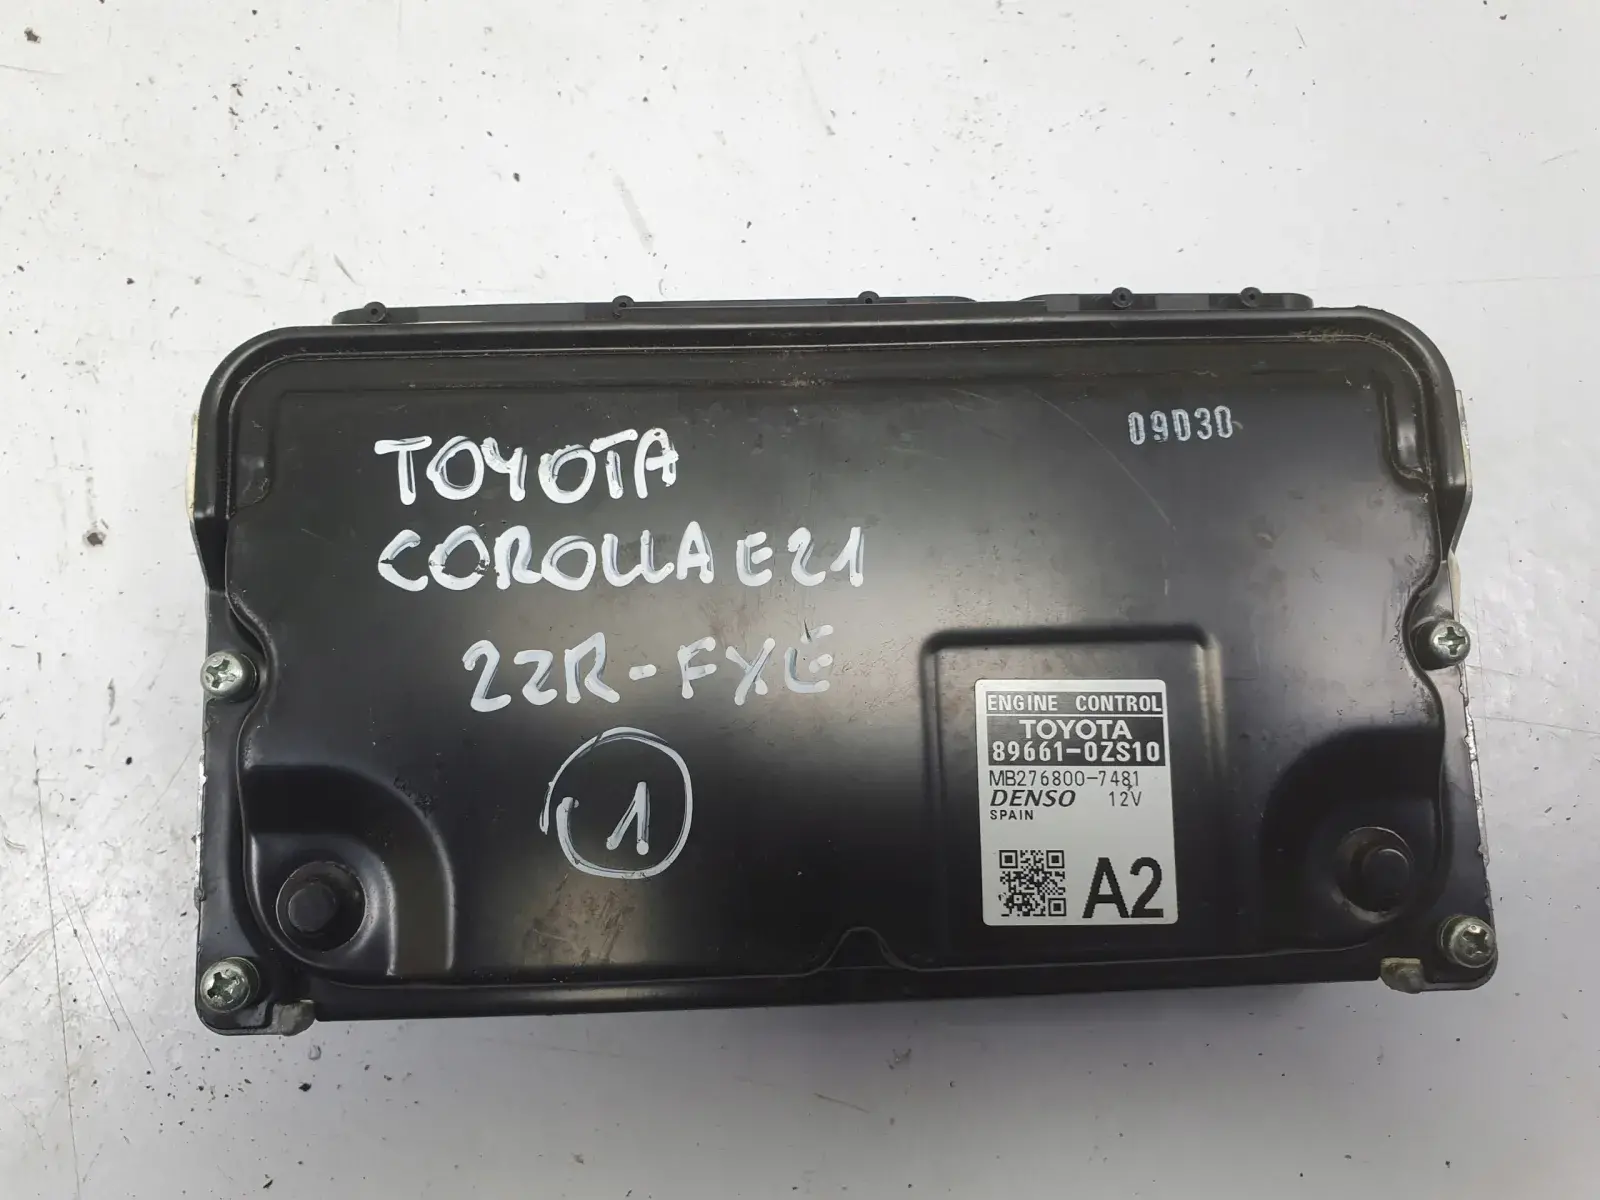 09D30
TOYOTA
COROLLA E21
2ZR-FXE
1
ENGINE CONTROL
TOYOTA
89661-0ZS10
MB276800-7481
DENSO 12V
SPAIN
A2